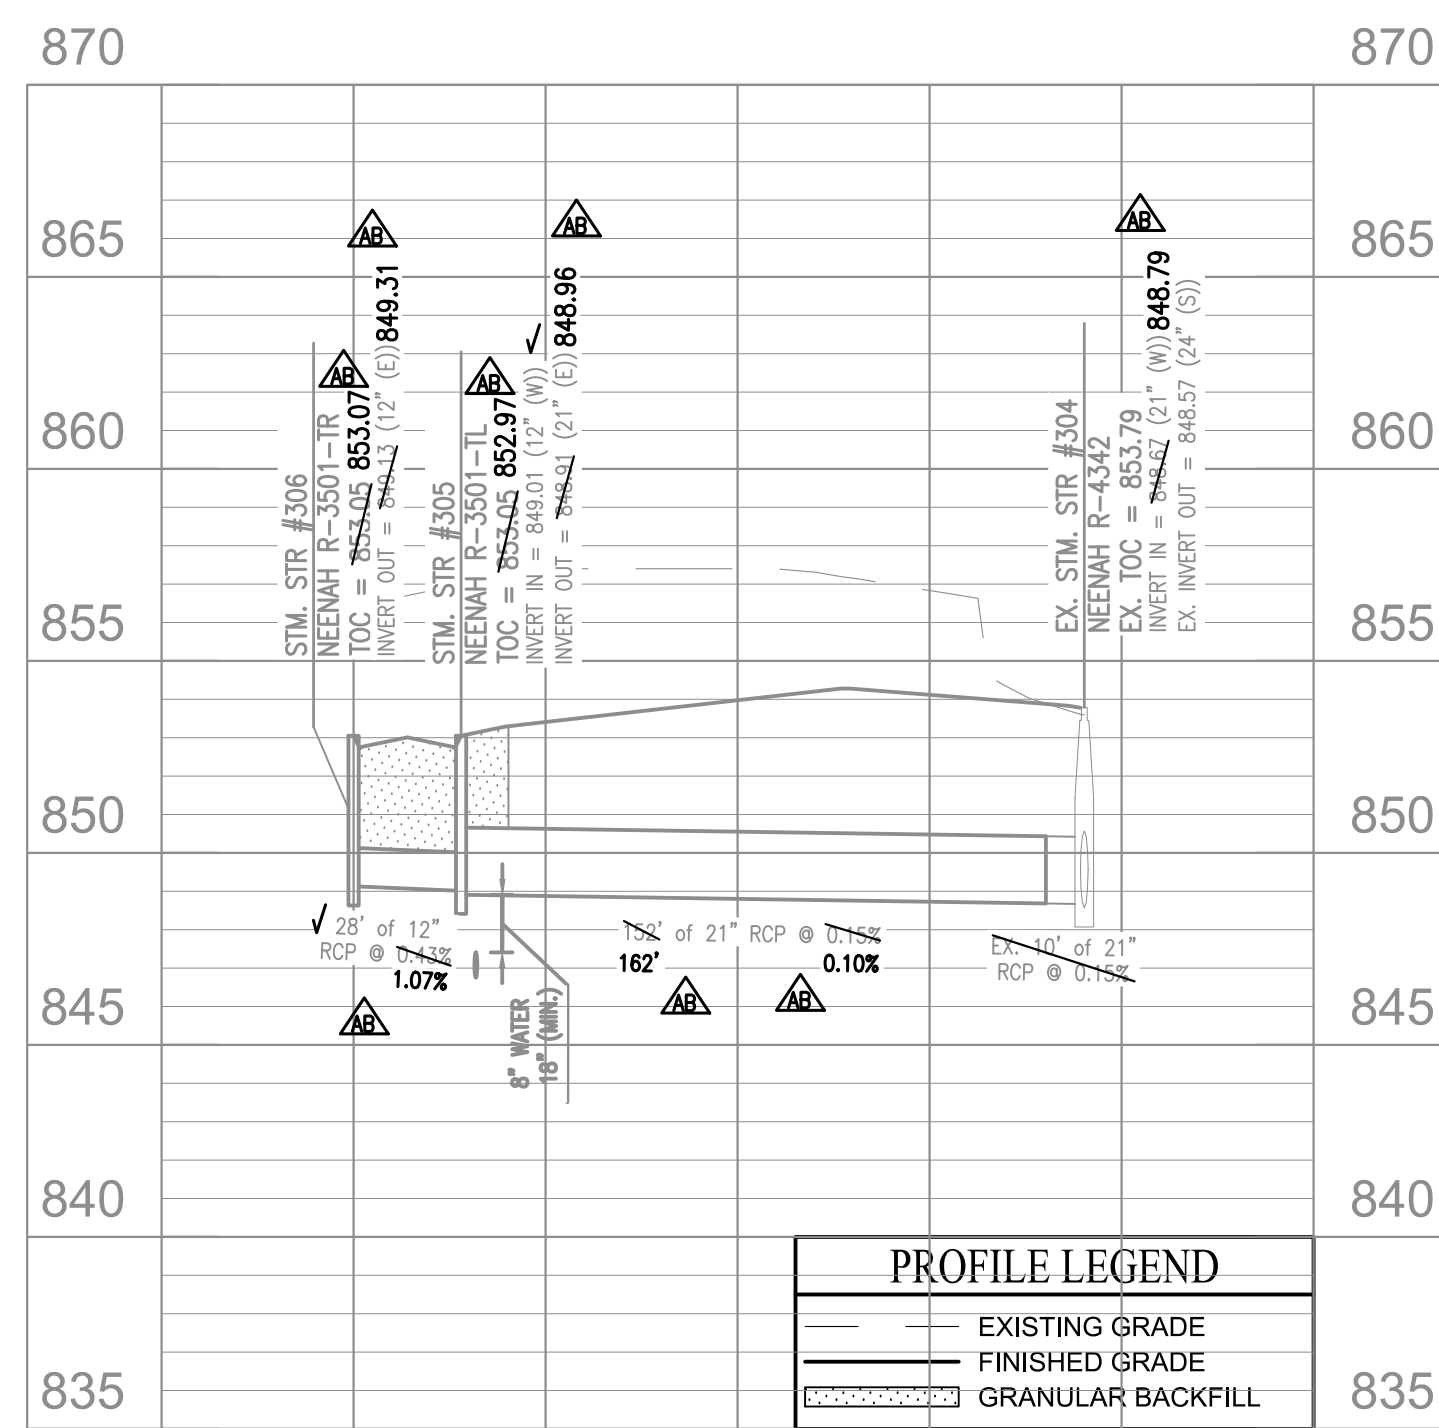 870 870
865 865
860 860
855 855
850 850
845 845
840 840
835 835
AB
AB
AB
AB
AB
STM. STR #306
NEENAH R-3501-TR
TOC = 853.05 853.07
INVERT OUT = 849.13 (12" (E)) 849.31
STM. STR #305
NEENAH R-3501-TL
TOC = 853.05 852.97
INVERT IN = 849.01 (12" (W)) √
INVERT OUT = 848.91 (21" (E)) 848.96
EX. STM. STR #304
NEENAH R-4342
EX. TOC = 853.79
INVERT IN = 848.67 (21" (W)) 848.79
EX. INVERT OUT = 848.57 (24" (S))
√ 28' of 12"
RCP @ 0.43%
1.07%
AB
8" WATER
18" (MIN.)
152' of 21" RCP @ 0.15%
162' 0.10%
AB AB
EX. 10' of 21"
RCP @ 0.15%
PROFILE LEGEND
EXISTING GRADE
FINISHED GRADE
GRANULAR BACKFILL